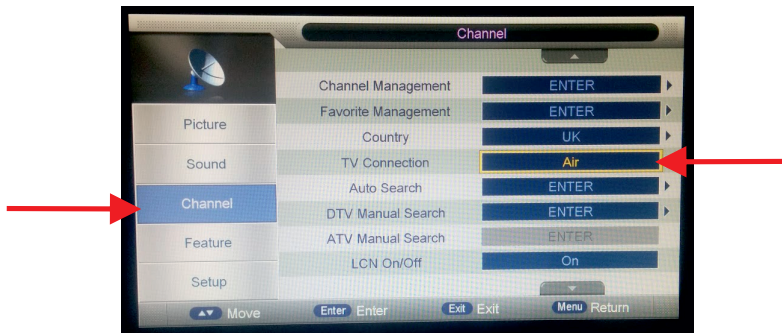 Channel
Channel Management ENTER
Favorite Management ENTER
Picture
Country UK
Sound
TV Connection Air
Auto Search ENTER
Channel
DTV Manual Search ENTER
Feature
ATV Manual Search ENTER
LCN On/Off On
Setup
Move Enter Enter Exit Exit Menu Return